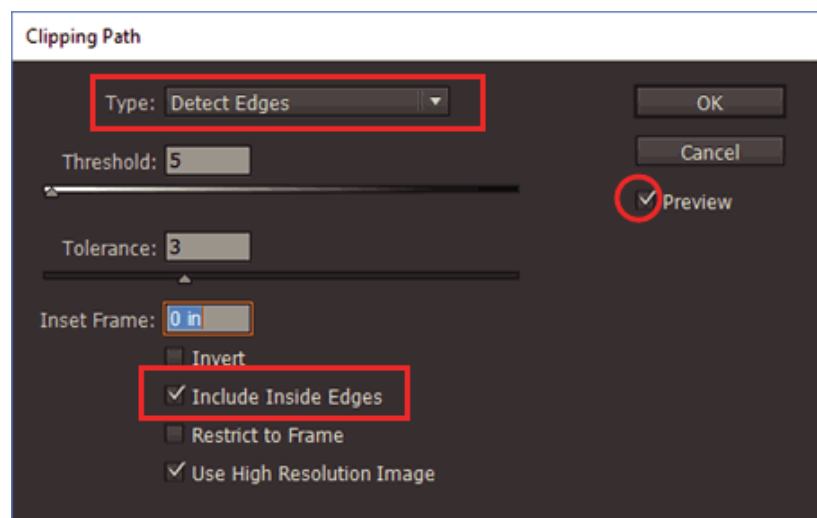 Clipping Path
Type: Detect Edges
OK
Threshold: 5
Cancel
Preview
Tolerance: 3
Inset Frame: 0 in
Invert
Include Inside Edges
Restrict to Frame
Use High Resolution Image